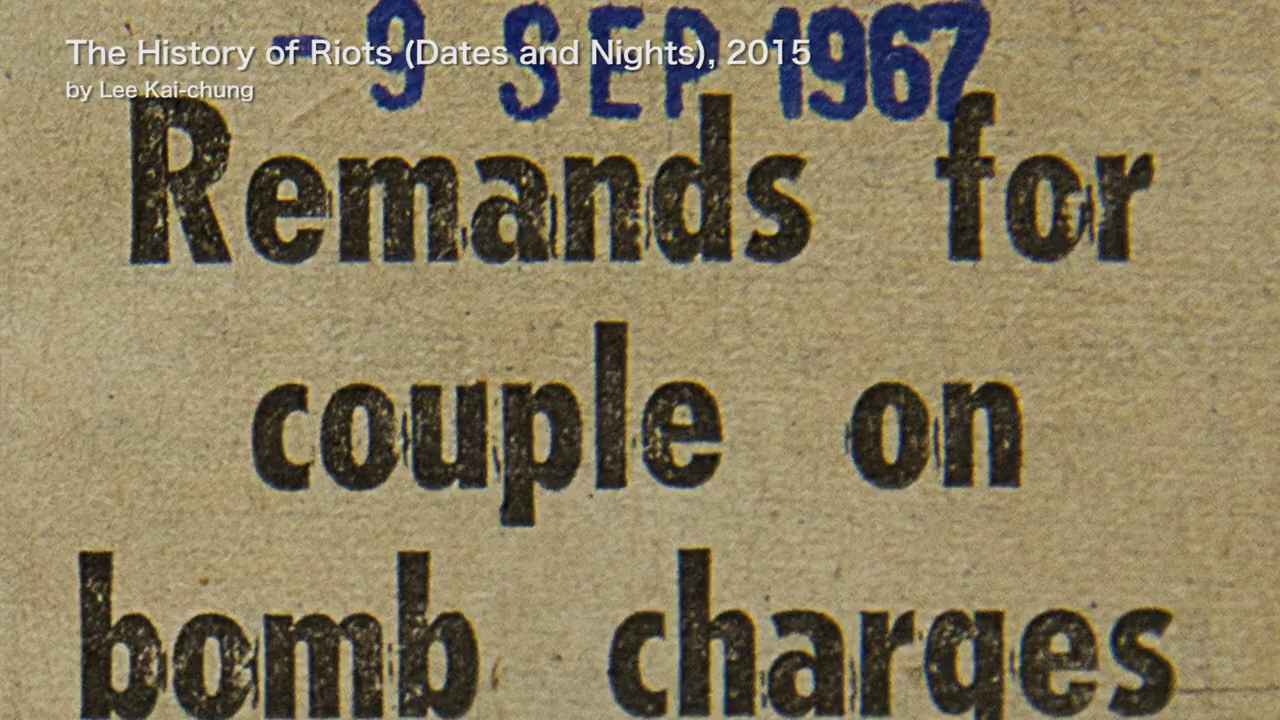 The History of Riots (Dates and Nights), 2015
by Lee Kai-chung
-9 SEP 1967
Remands for
couple on
bomb charges